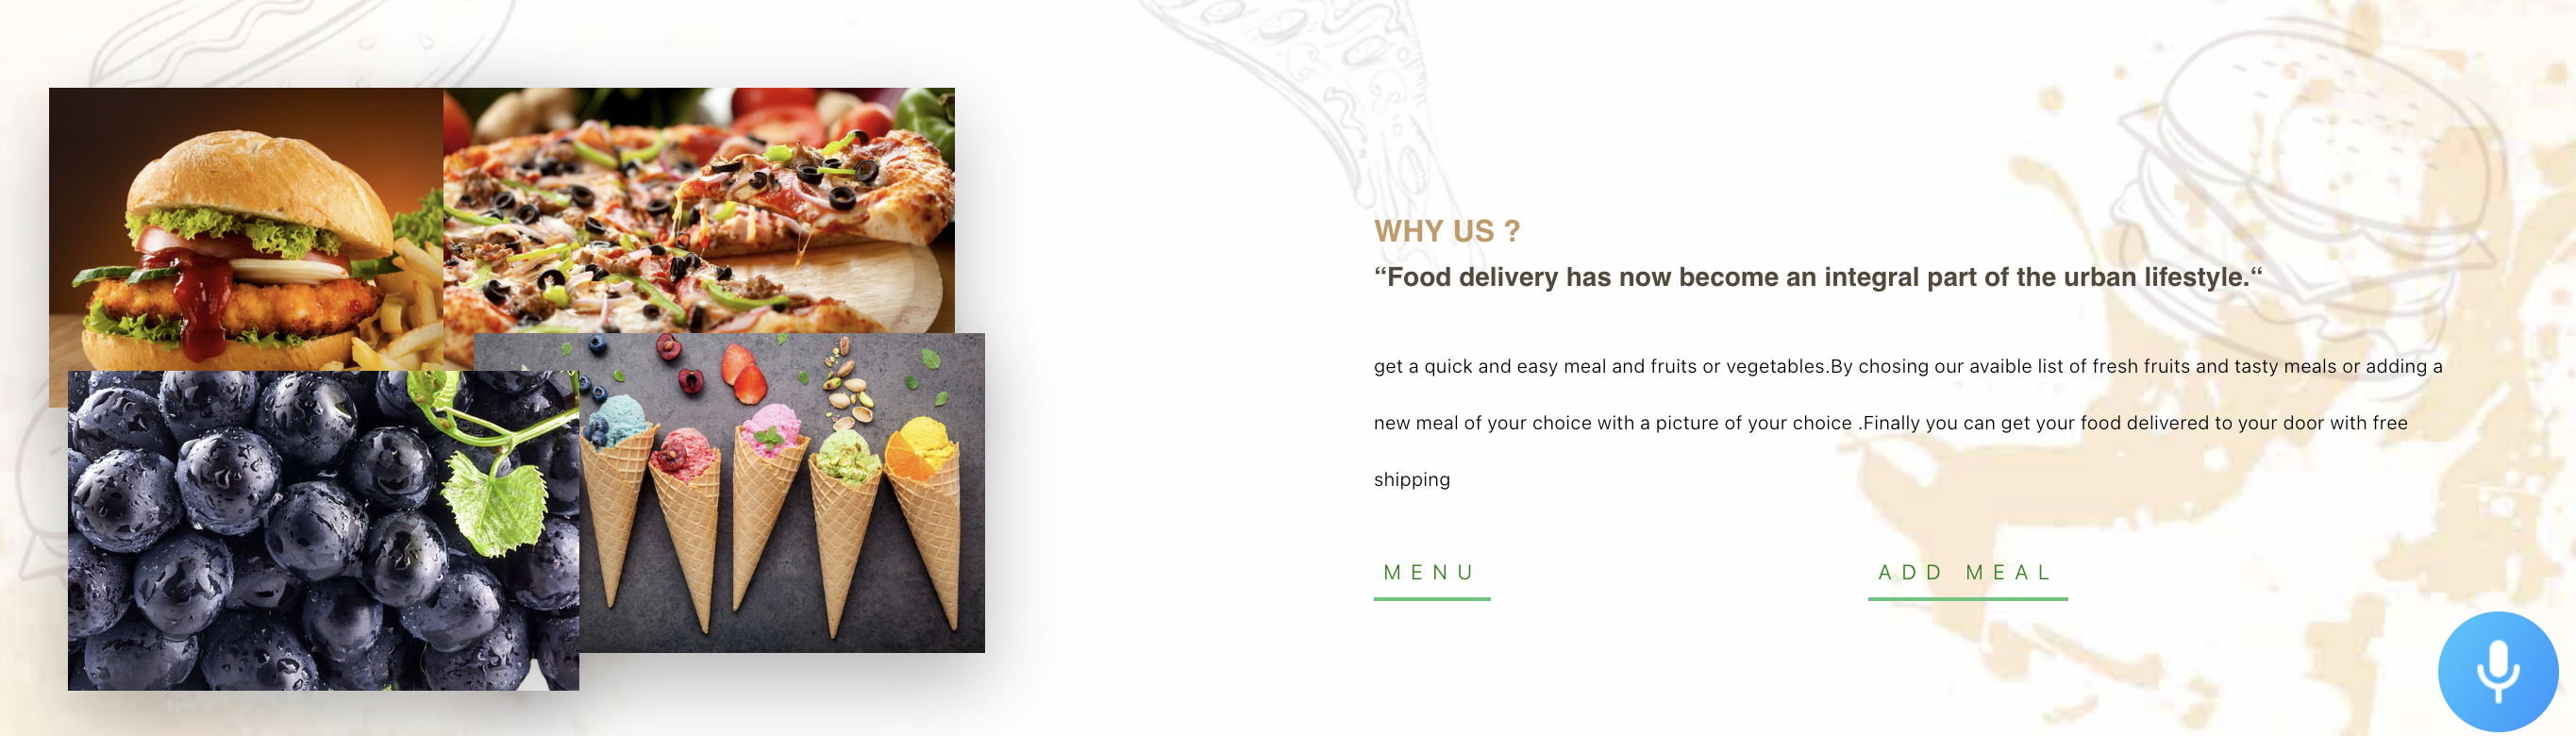 WHY US ?
“Food delivery has now become an integral part of the urban lifestyle.“
get a quick and easy meal and fruits or vegetables.By chosing our avaible list of fresh fruits and tasty meals or adding a
new meal of your choice with a picture of your choice .Finally you can get your food delivered to your door with free
shipping
MENU
ADD MEAL